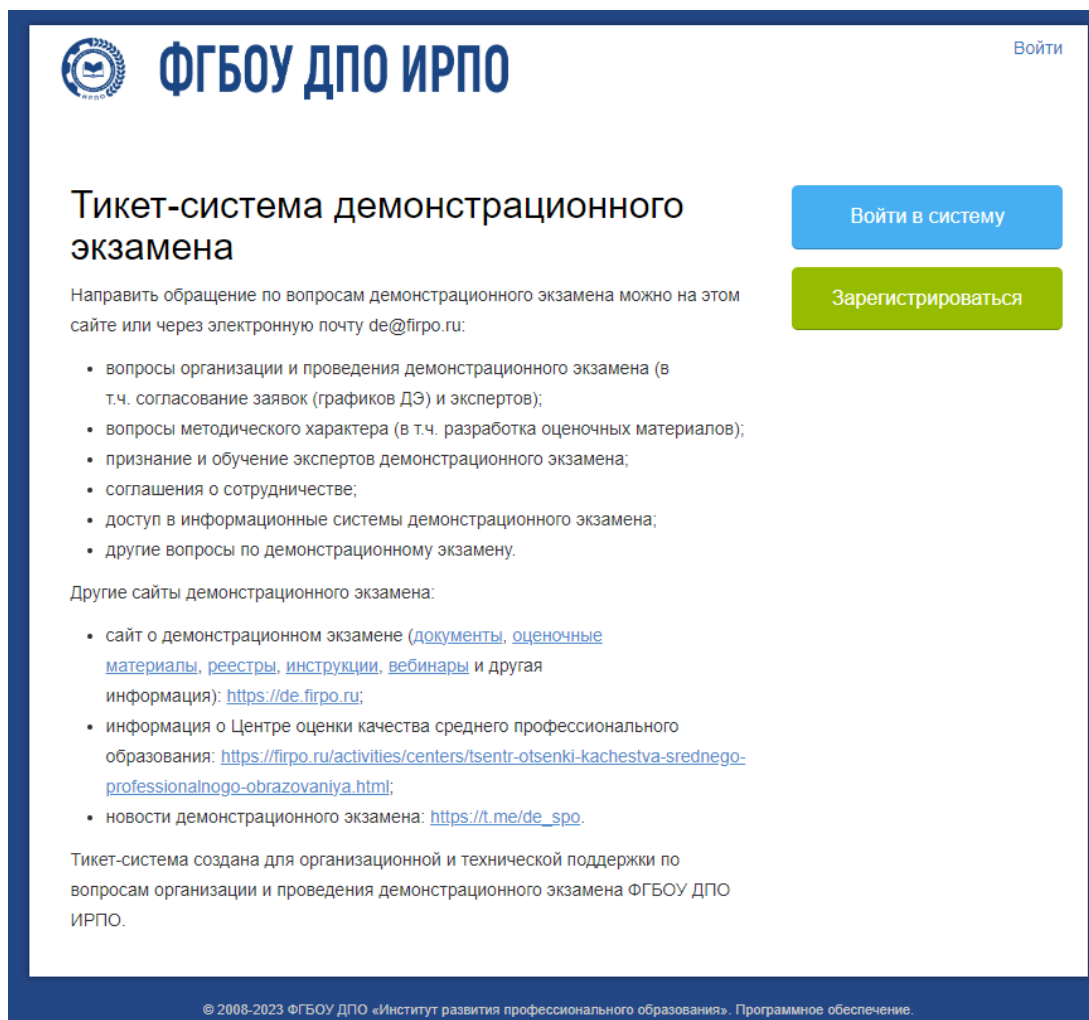 ФГБОУ ДПО ИРПО
ИРПО
Войти
Тикет-система демонстрационного
экзамена
Войти в систему
Зарегистрироваться
Направить обращение по вопросам демонстрационного экзамена можно на этом
сайте или через электронную почту de@firpo.ru:
• вопросы организации и проведения демонстрационного экзамена (в
т.ч. согласование заявок (графиков ДЭ) и экспертов);
• вопросы методического характера (в т.ч. разработка оценочных материалов);
• признание и обучение экспертов демонстрационного экзамена;
• соглашения о сотрудничестве;
• доступ в информационные системы демонстрационного экзамена;
• другие вопросы по демонстрационному экзамену.
Другие сайты демонстрационного экзамена:
• сайт о демонстрационном экзамене (документы, оценочные
материалы, реестры, инструкции, вебинары и другая
информация): https://de.firpo.ru;
• информация о Центре оценки качества среднего профессионального
образования: https://firpo.ru/activities/centers/tsentr-otsenki-kachestva-srednego-
professionalnogo-obrazovaniya.html;
• новости демонстрационного экзамена: https://t.me/de_spo.
Тикет-система создана для организационной и технической поддержки по
вопросам организации и проведения демонстрационного экзамена ФГБОУ ДПО
ИРПО.
© 2008-2023 ФГБОУ ДПО «Институт развития профессионального образования». Программное обеспечение.